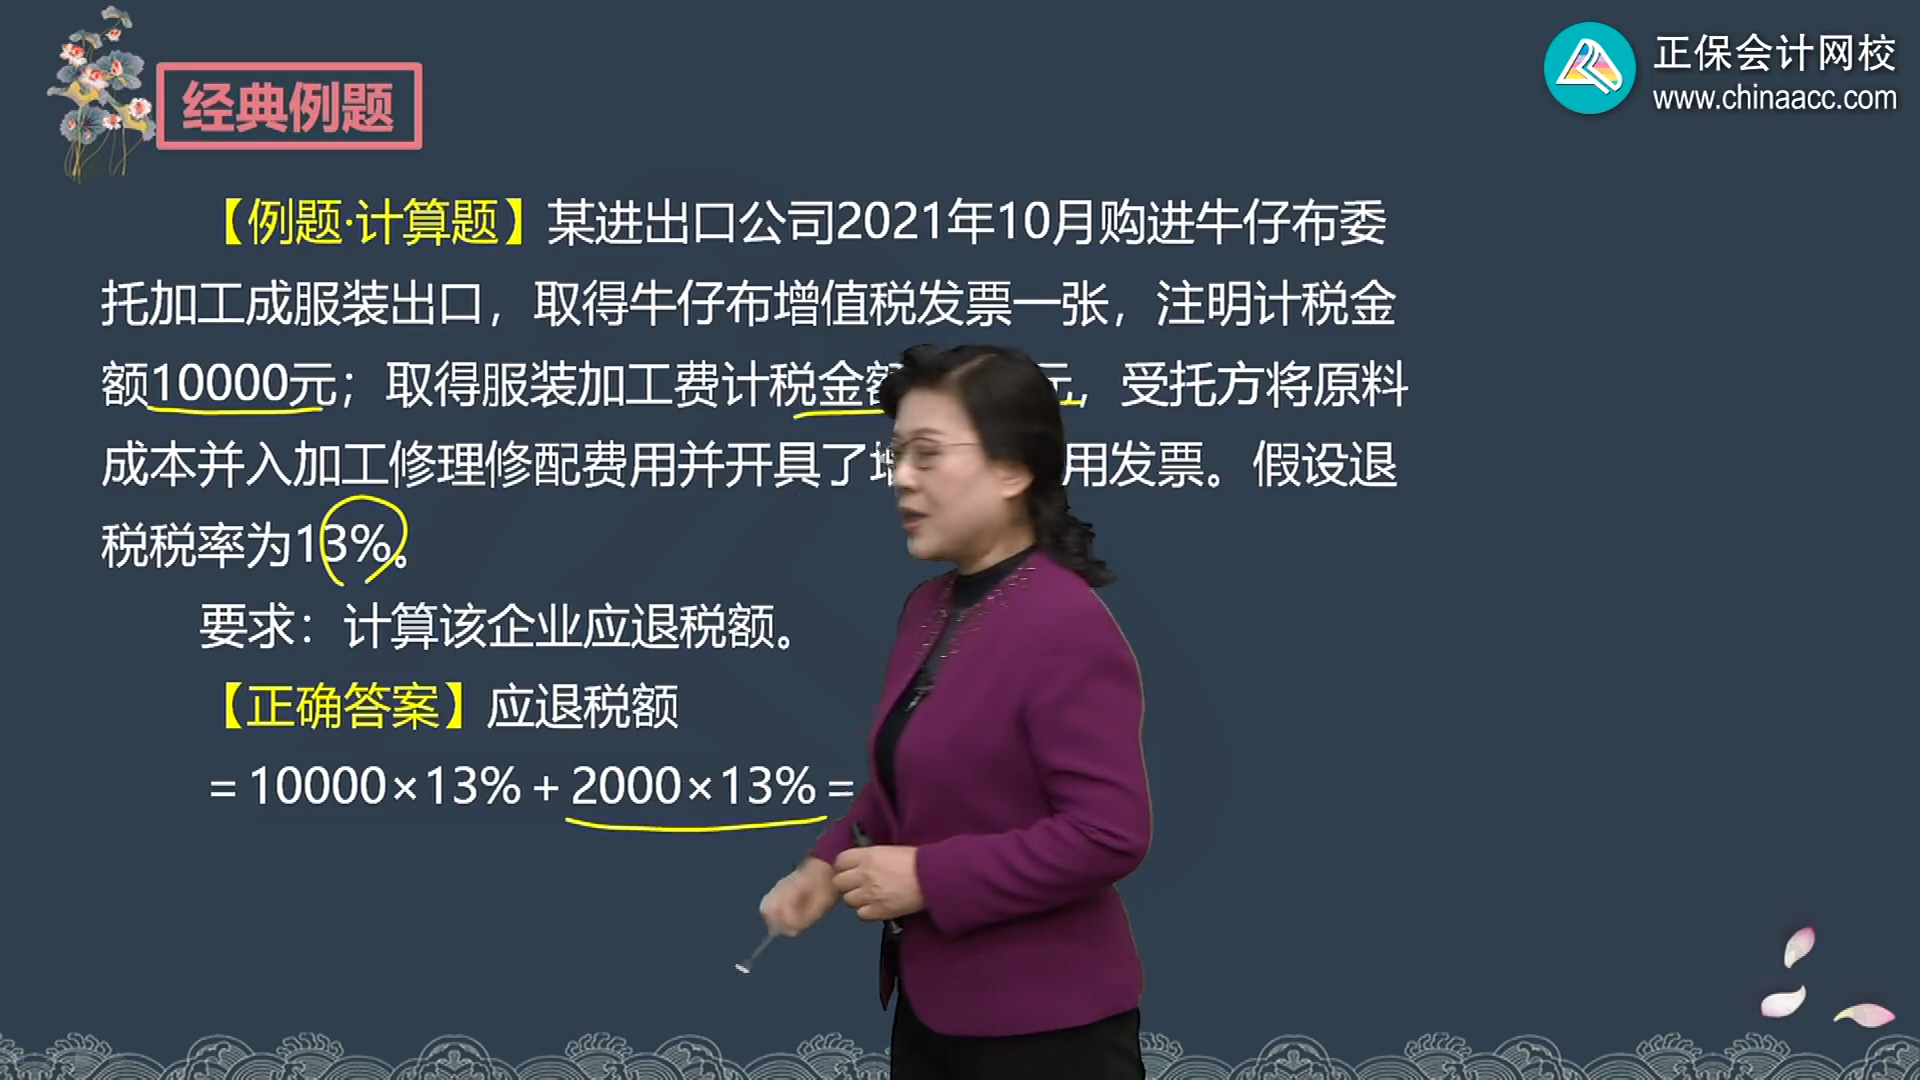 经典例题
正保会计网校
www.chinaacc.com
【例题·计算题】某进出口公司2021年10月购进牛仔布委
托加工成服装出口，取得牛仔布增值税发票一张，注明计税金
额10000元；取得服装加工费计税金额 元，受托方将原料
成本并入加工修理修配费用并开具了增 用发票。假设退
税税率为13%。
要求：计算该企业应退税额。
【正确答案】应退税额
＝10000×13%＋2000×13%＝